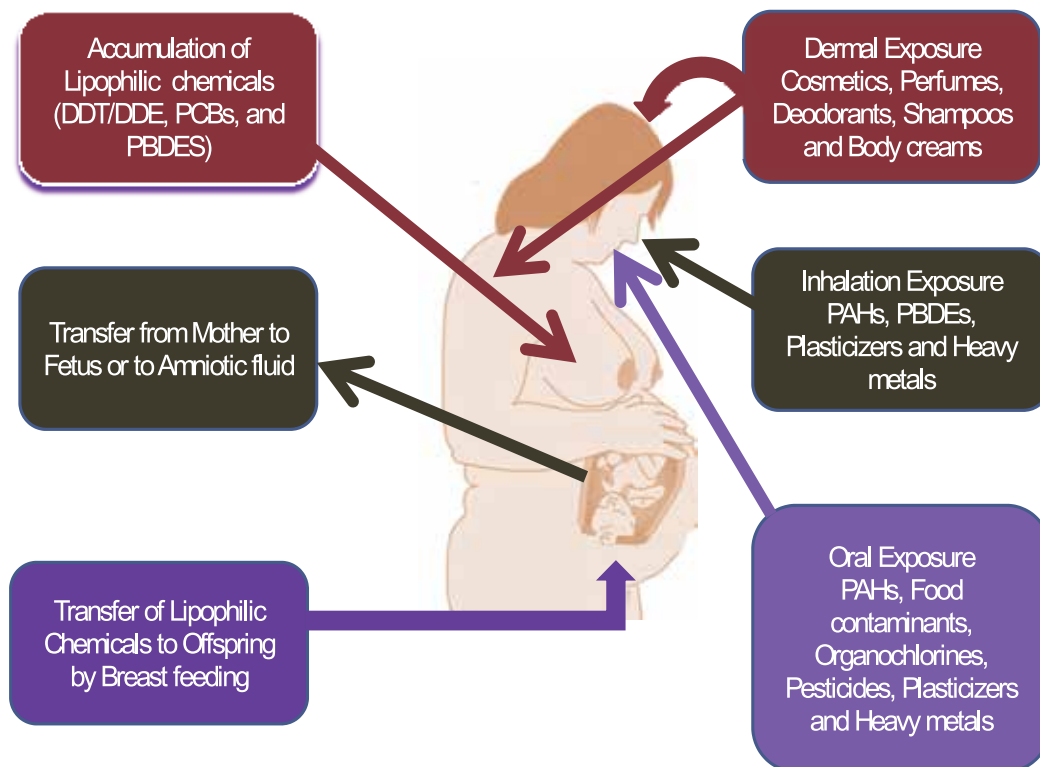 Accumulation of
Lipophilic chemicals
(DDT/DDE, PCBs, and
PBDES)
Dermal Exposure
Cosmetics, Perfumes,
Deodorants, Shampoos
and Body creams
Transfer from Mother to
Fetus or to Amniotic fluid
Inhalation Exposure
PAHs, PBDEs,
Plasticizers and Heavy
metals
Transfer of Lipophilic
Chemicals to Offspring
by Breast feeding
Oral Exposure
PAHs, Food
contaminants,
Organochlorines,
Pesticides, Plasticizers
and Heavy metals